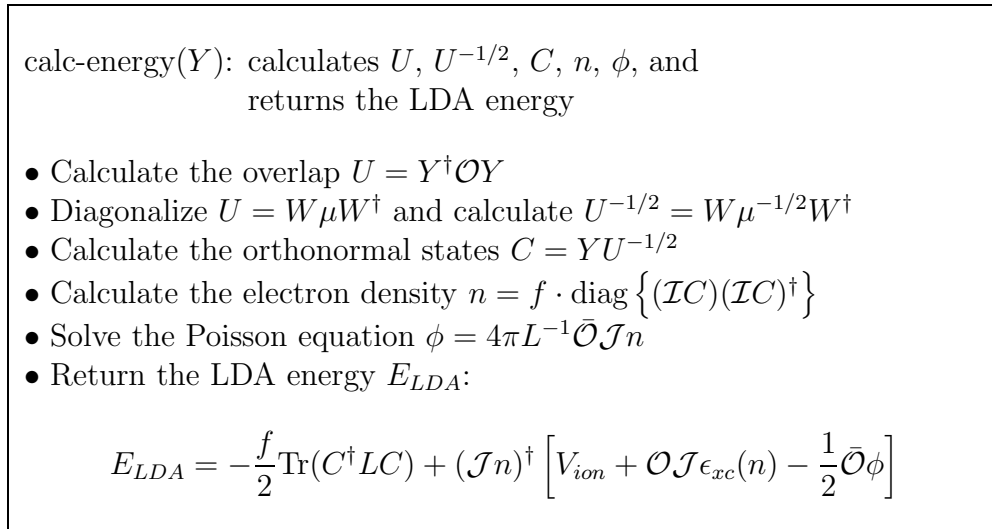 calc-energy(Y): calculates U, U^{-1/2}, C, n, ϕ, and
returns the LDA energy
• Calculate the overlap U = Y^†𝒪Y
• Diagonalize U = WμW^† and calculate U^{-1/2} = Wμ^{-1/2}W^†
• Calculate the orthonormal states C = YU^{-1/2}
• Calculate the electron density n = f · diag {(ℐC)(ℐC)^†}
• Solve the Poisson equation ϕ = 4πL^{-1}𝒪̄𝒥n
• Return the LDA energy E_{LDA}:
E_{LDA} = −\frac{f}{2}Tr(C^†LC) + (𝒥n)^† [V_{ion} + 𝒪𝒥ϵ_{xc}(n) − \frac{1}{2}𝒪̄ϕ]